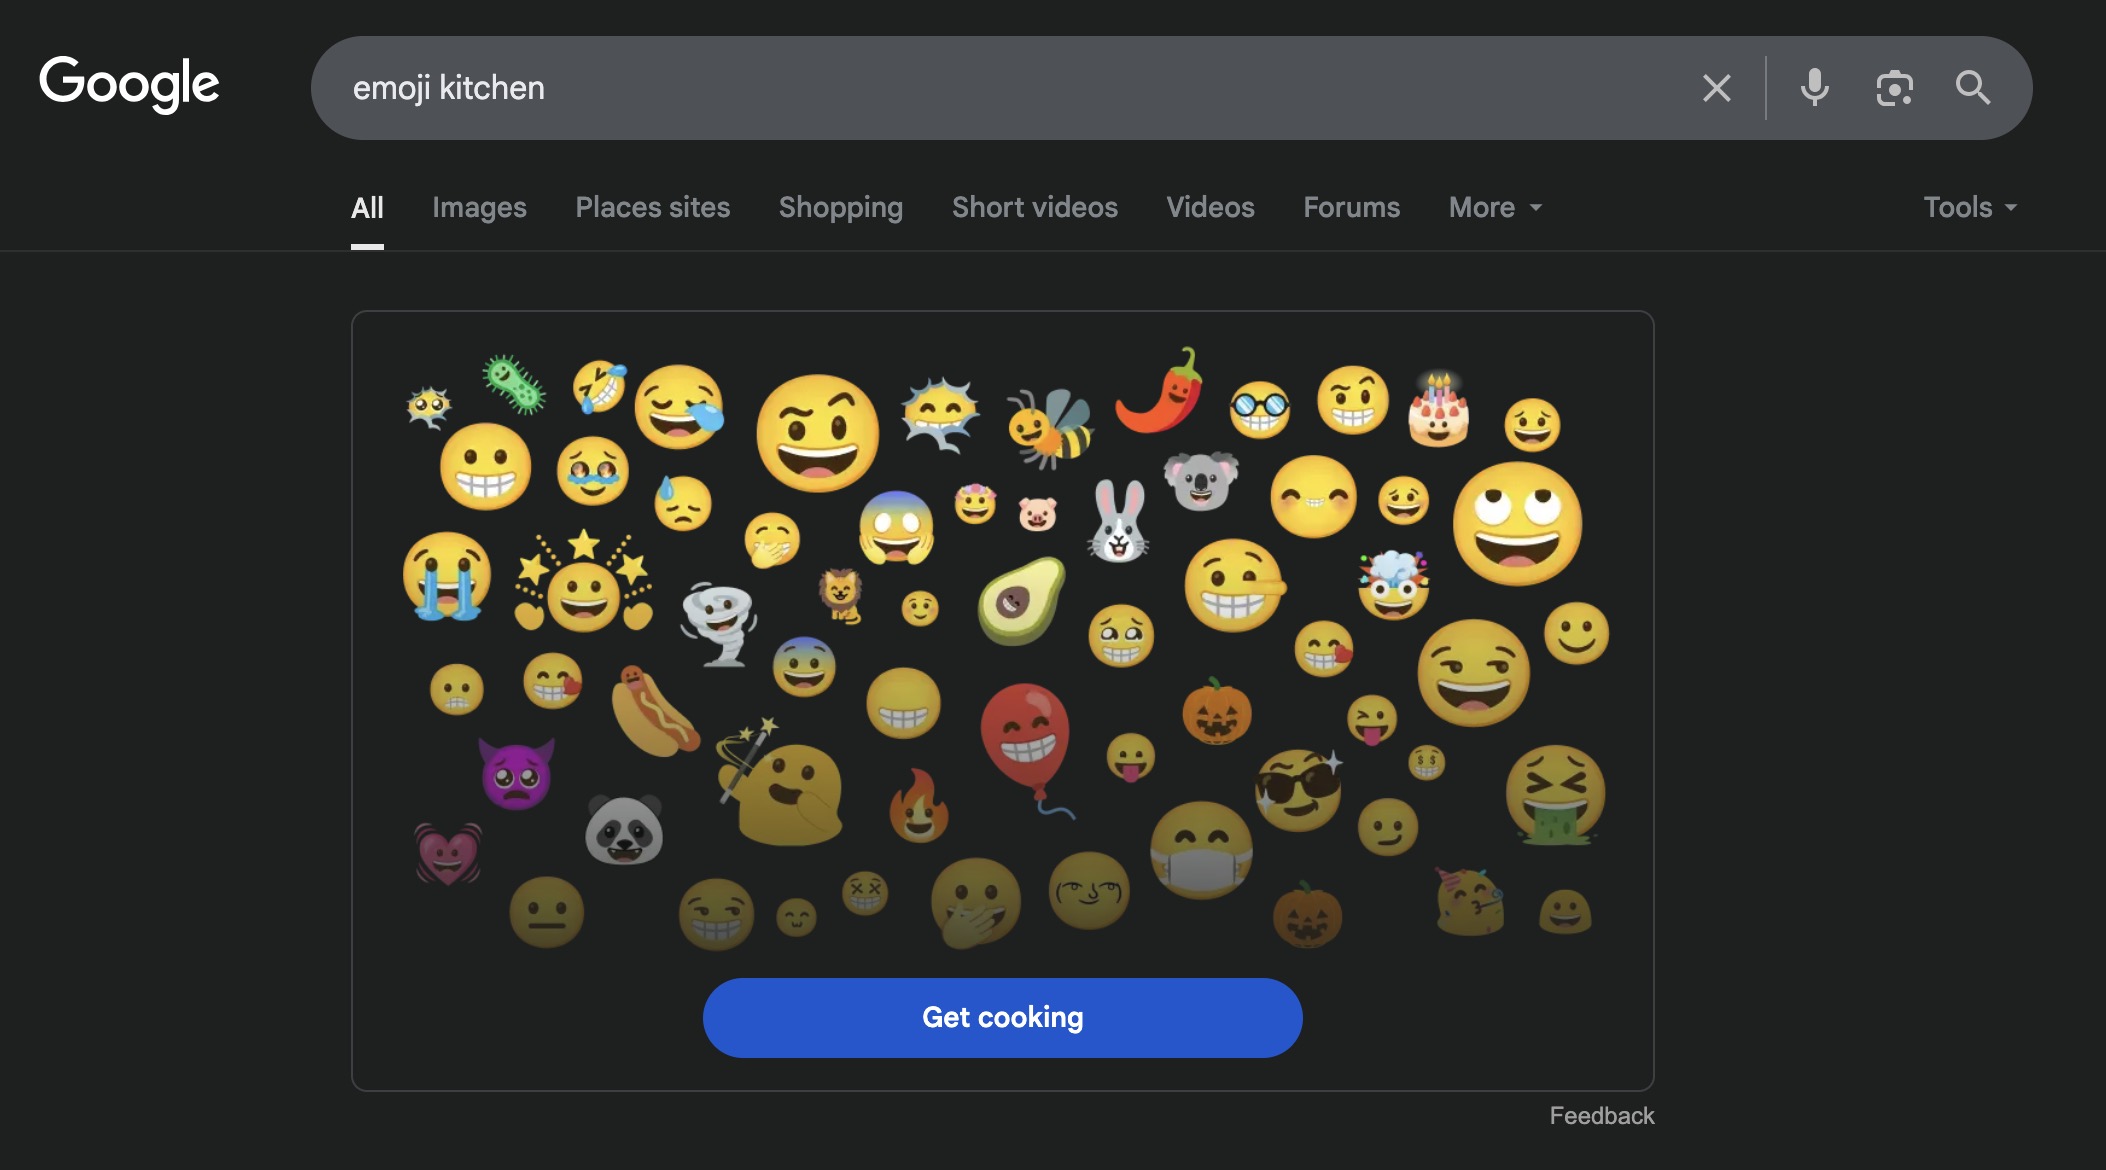 Google
emoji kitchen
All Images Places sites Shopping Short videos Videos Forums More Tools
Get cooking
Feedback